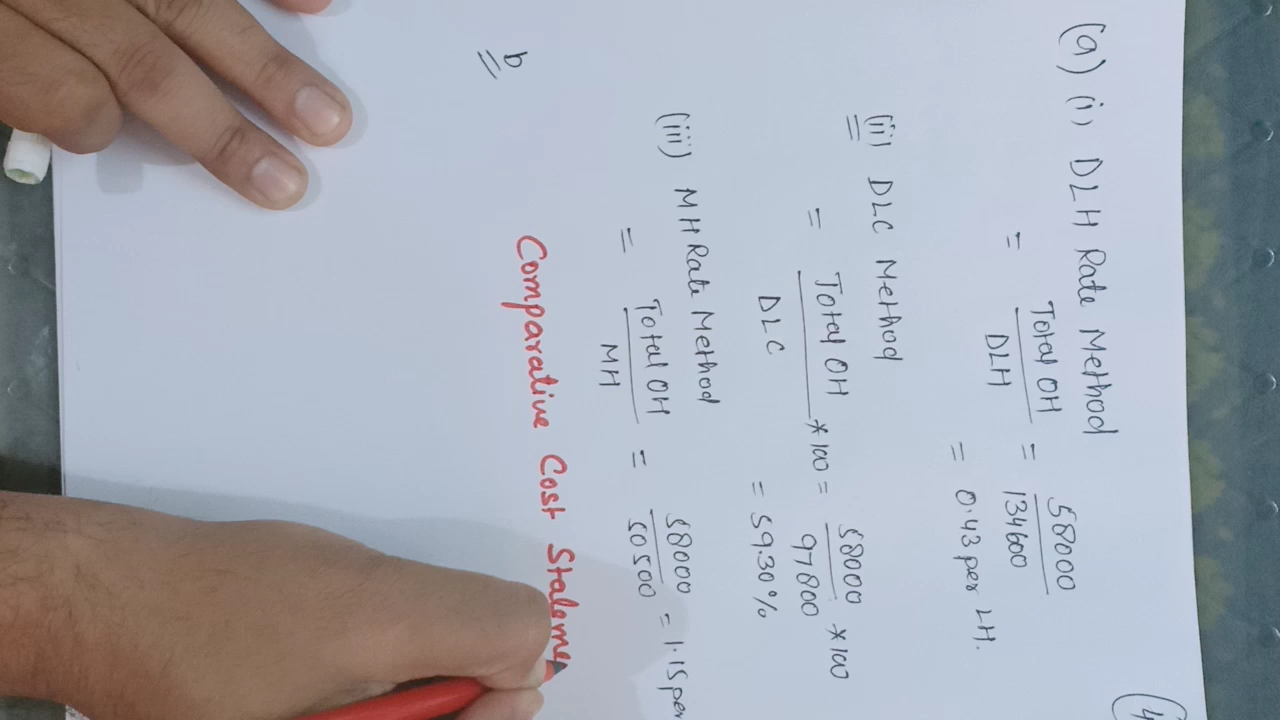 (4
(a) (i) DLH Rate Method
= Total OH / DLH = 58000 / 134600
= 0.43 per LH.
(ii) DLC Method
= Total OH / DLC * 100 = 58000 / 97800 * 100
= 59.30%
(iii) MH Rate Method
= Total OH / MH = 58000 / 50500 = 1.15 per
b
Comparative Cost Stateme